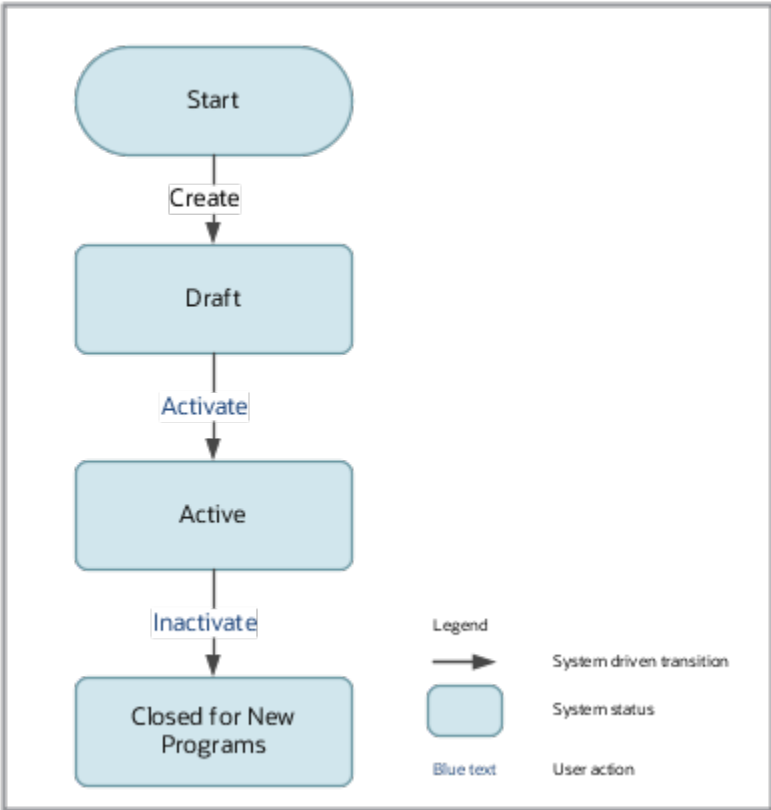 Start
Create
Draft
Activate
Active
Inactivate
Closed for New
Programs
Legend
System driven transition
System status
Blue text
User action